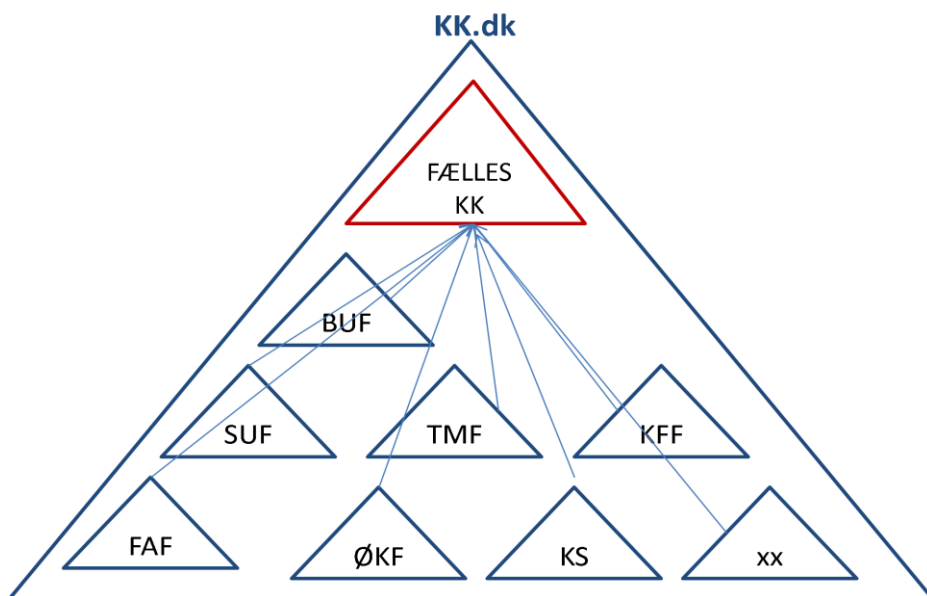 KK.dk
FÆLLES
KK
BUF
SUF
TMF
KFF
FAF
ØKF
KS
xx